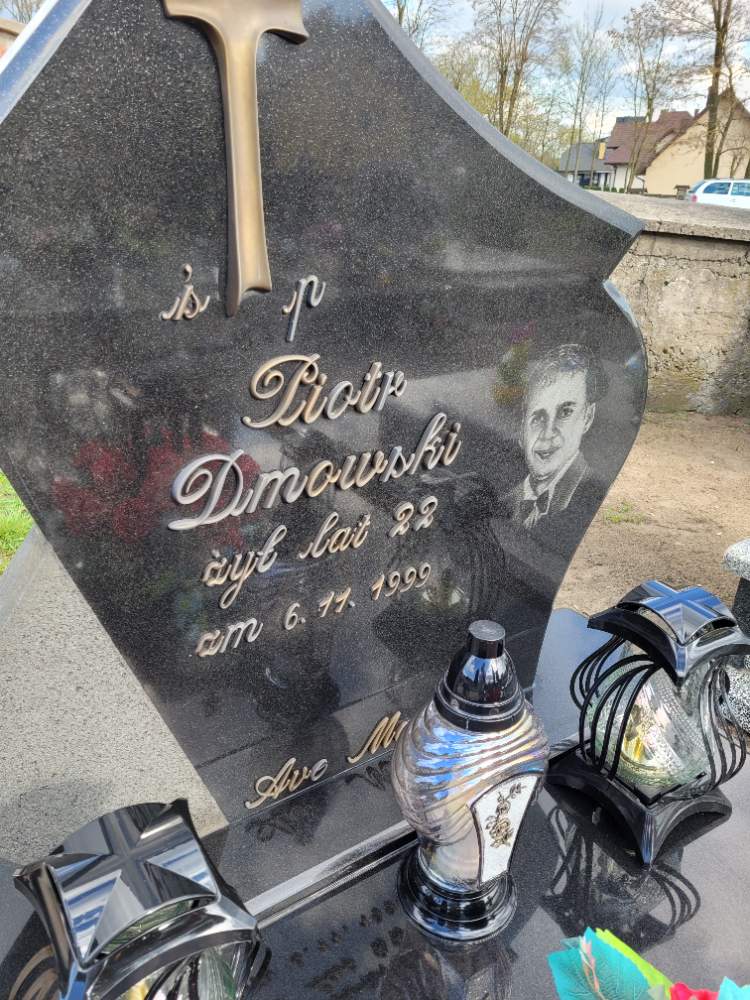 ś p
Piotr
Dmowski
żył lat 22
zm 6.11.1999
Ave